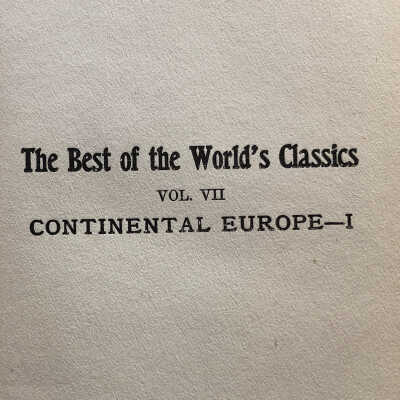 The Best of the World's Classics
VOL. VII
CONTINENTAL EUROPE—I